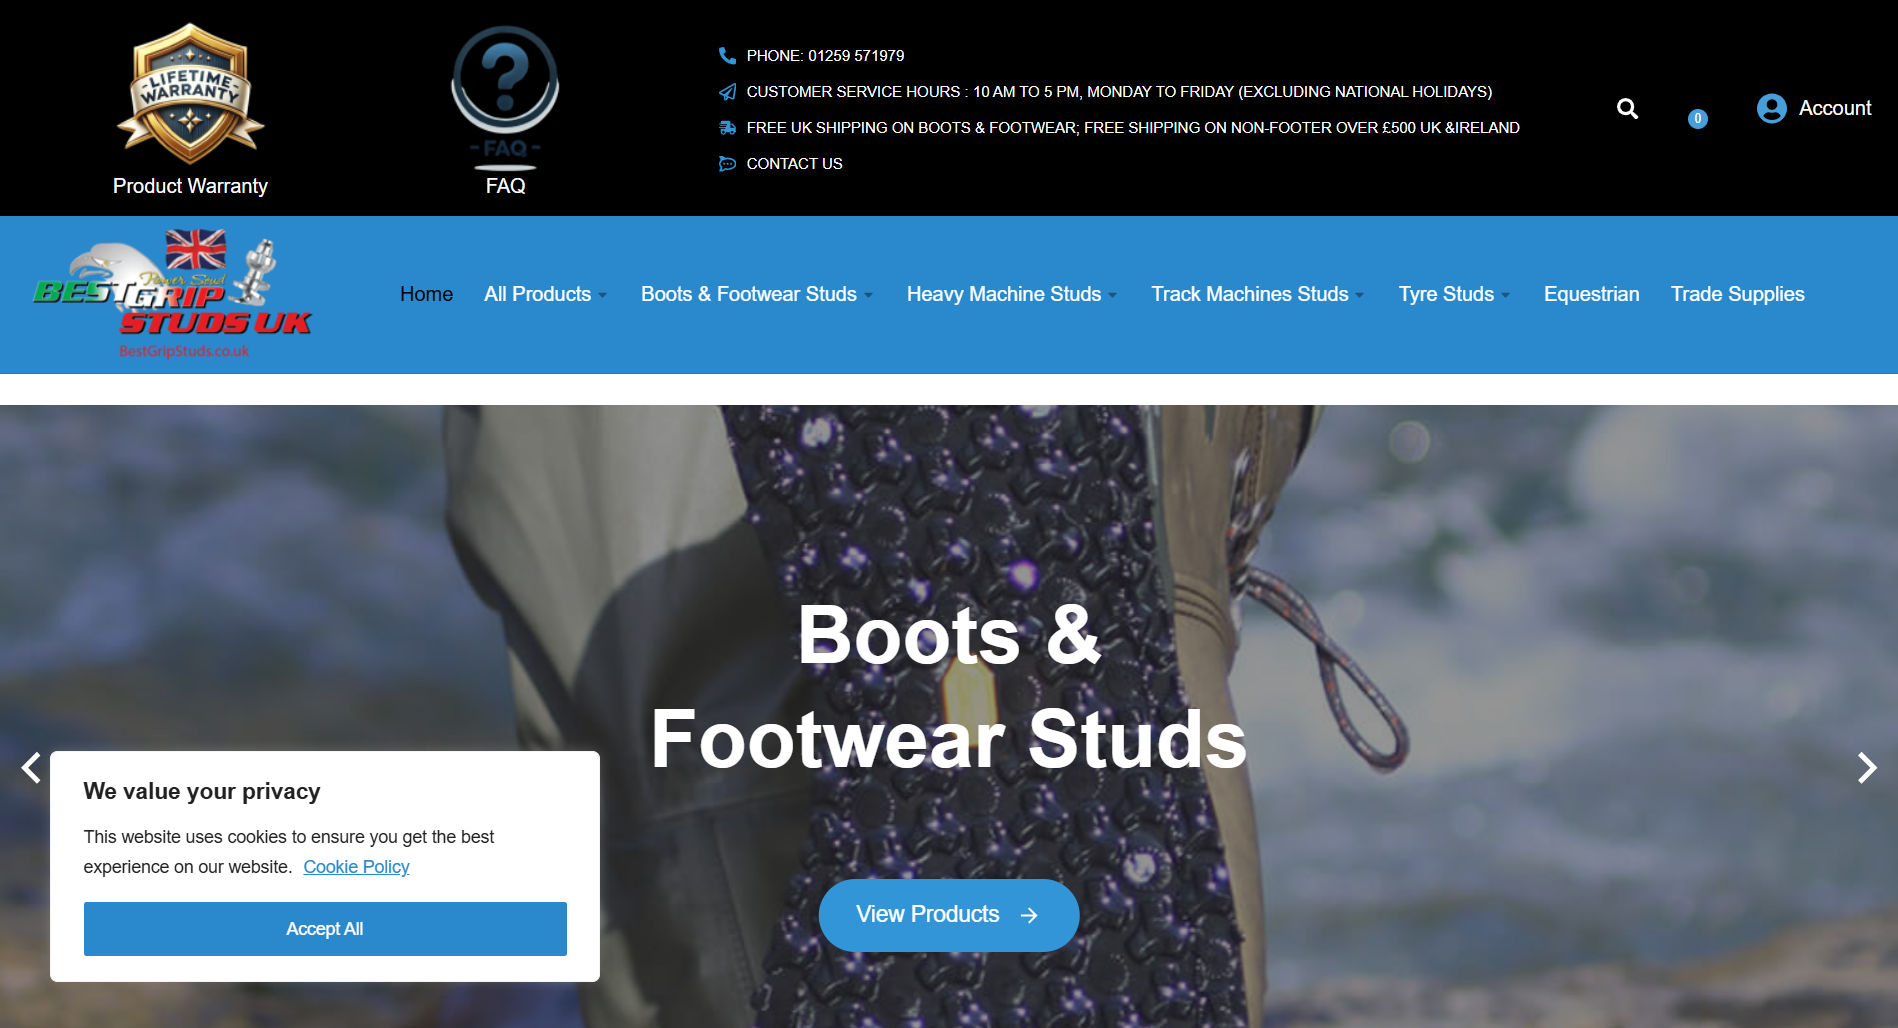 LIFETIME
WARRANTY
Product Warranty
- FAQ -
FAQ
PHONE: 01259 571979
CUSTOMER SERVICE HOURS : 10 AM TO 5 PM, MONDAY TO FRIDAY (EXCLUDING NATIONAL HOLIDAYS)
FREE UK SHIPPING ON BOOTS & FOOTWEAR; FREE SHIPPING ON NON-FOOTER OVER £500 UK &IRELAND
CONTACT US
0
Account
BESTGRIP
STUDS UK
BestGripStuds.co.uk
Home
All Products
Boots & Footwear Studs
Heavy Machine Studs
Track Machines Studs
Tyre Studs
Equestrian
Trade Supplies
Boots &
Footwear Studs
View Products
We value your privacy
This website uses cookies to ensure you get the best
experience on our website. Cookie Policy
Accept All